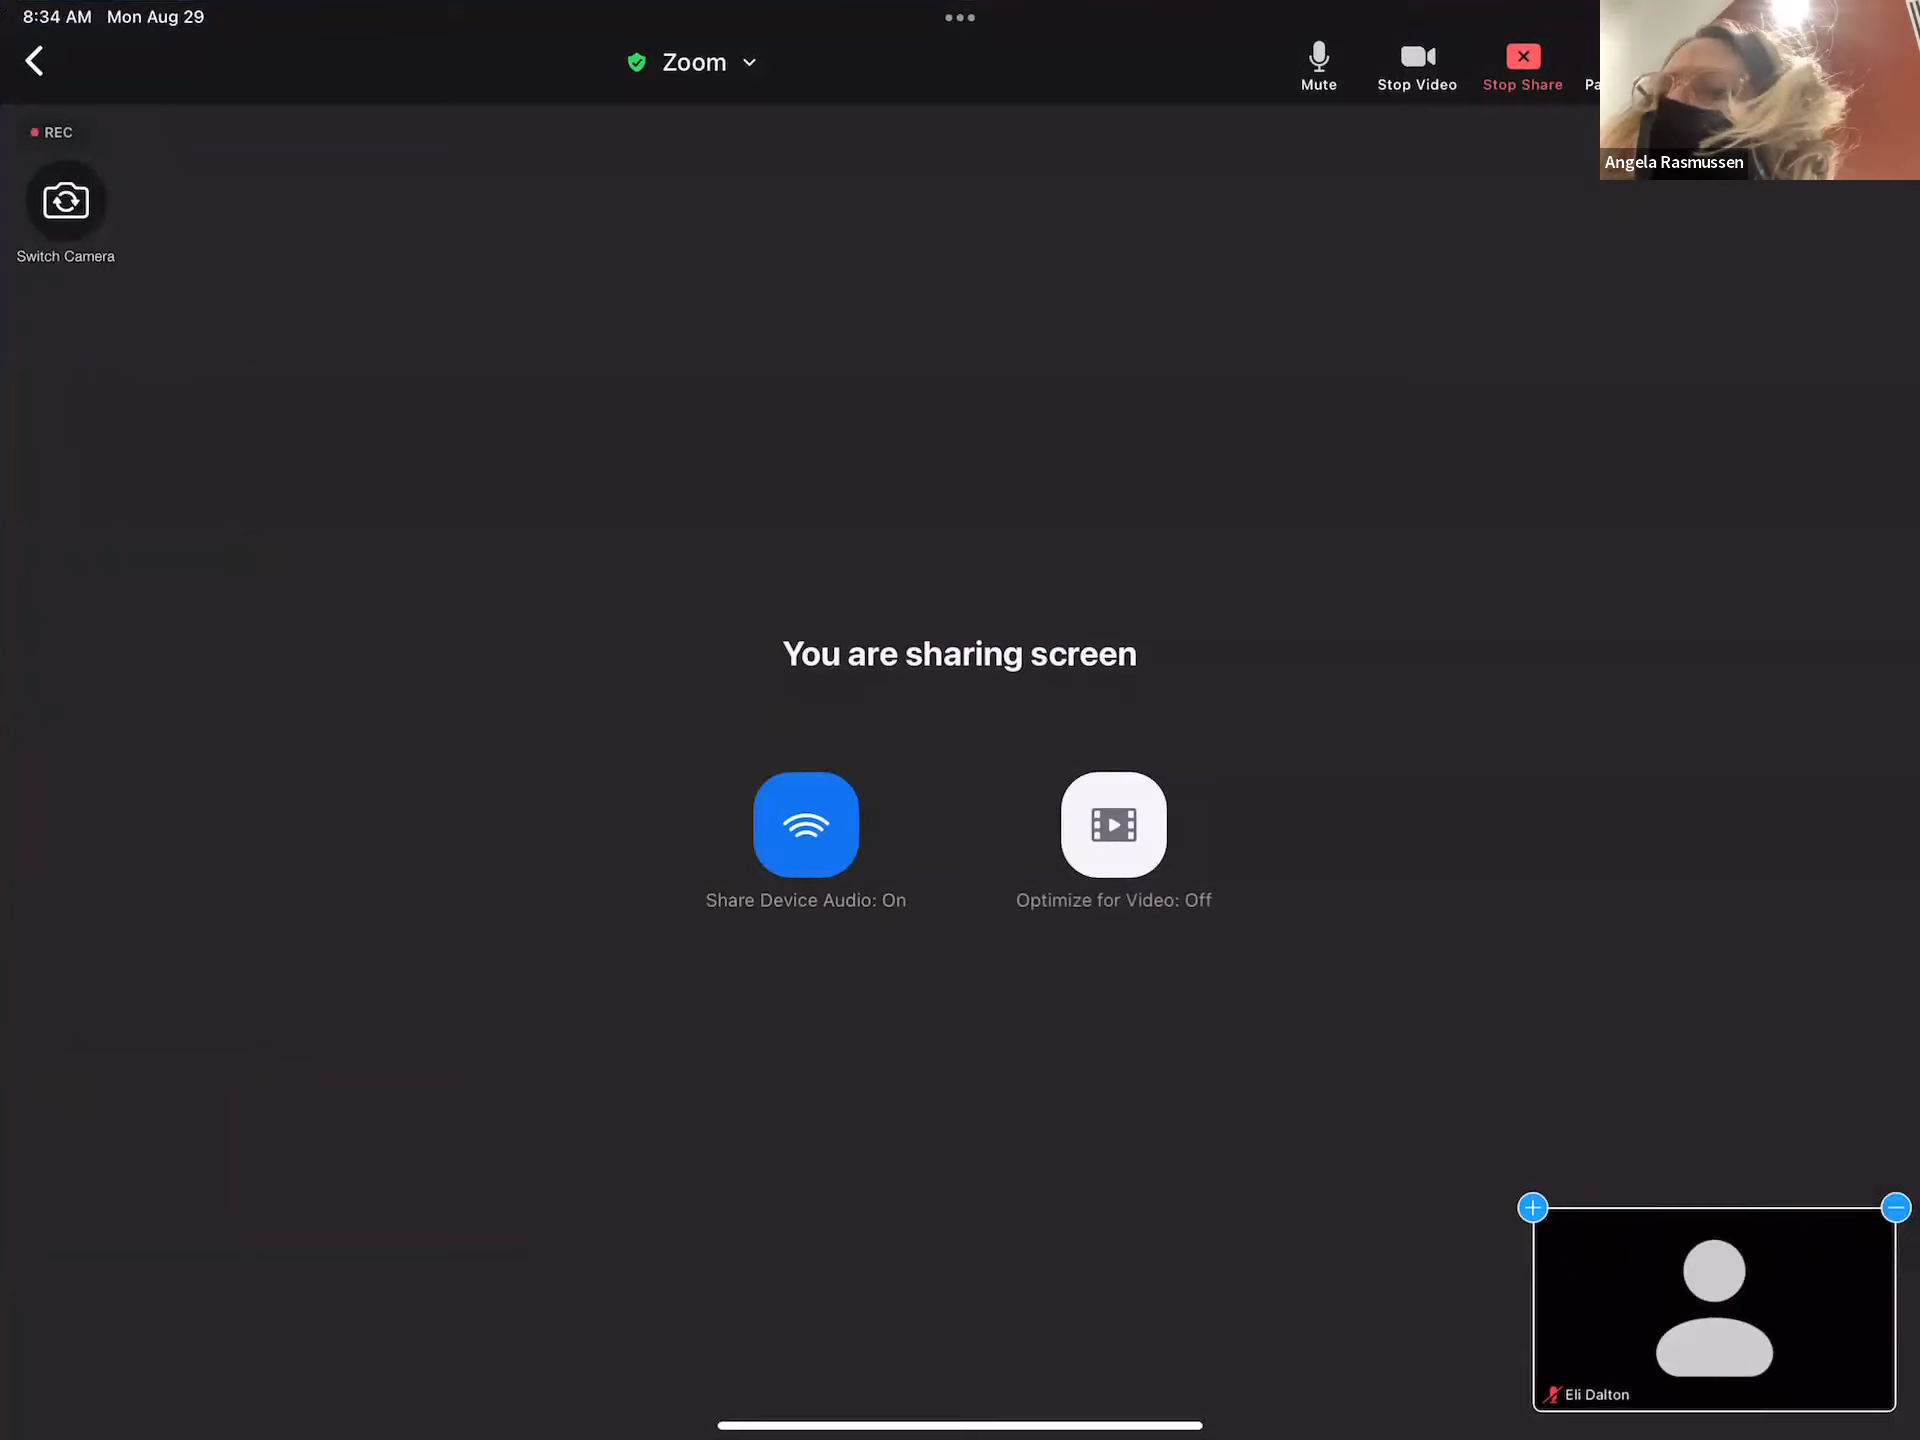 8:34 AM Mon Aug 29
Zoom
Mute
Stop Video
Stop Share
Pa
Angela Rasmussen
REC
Switch Camera
You are sharing screen
Share Device Audio: On
Optimize for Video: Off
Eli Dalton